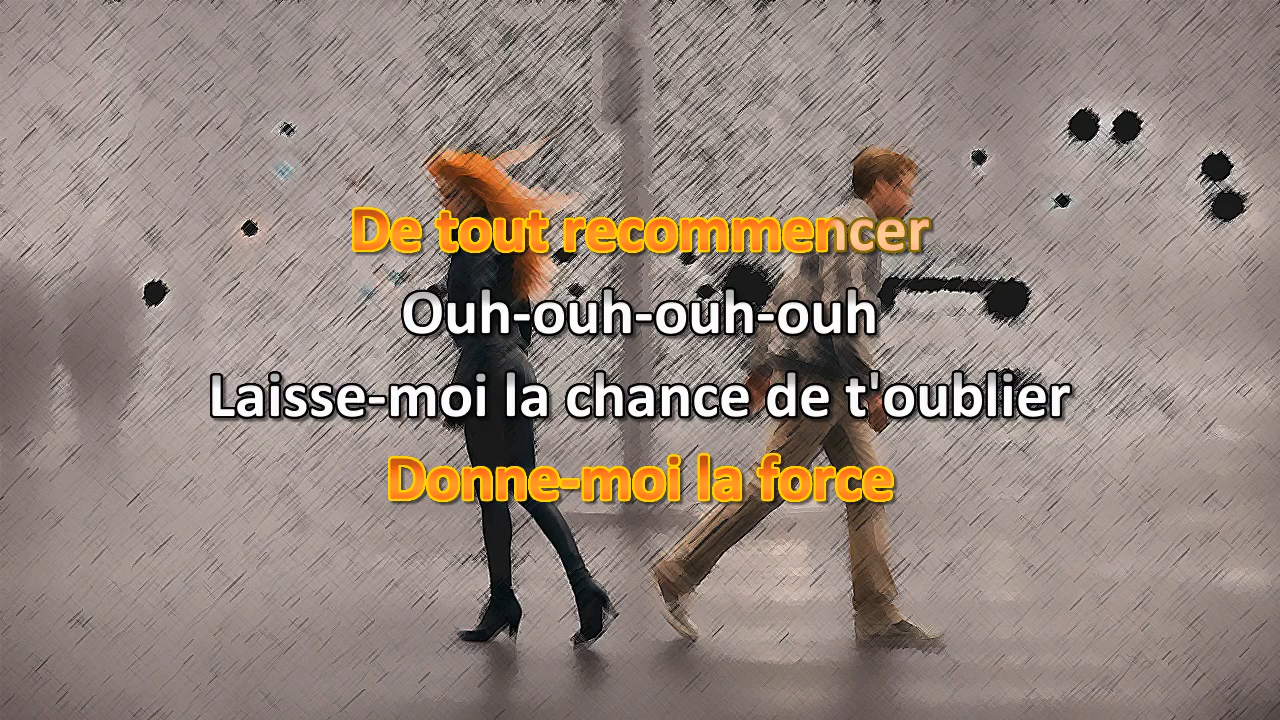 De tout recommencer
Ouh-ouh-ouh-ouh
Laisse-moi la chance de t'oublier
Donne-moi la force